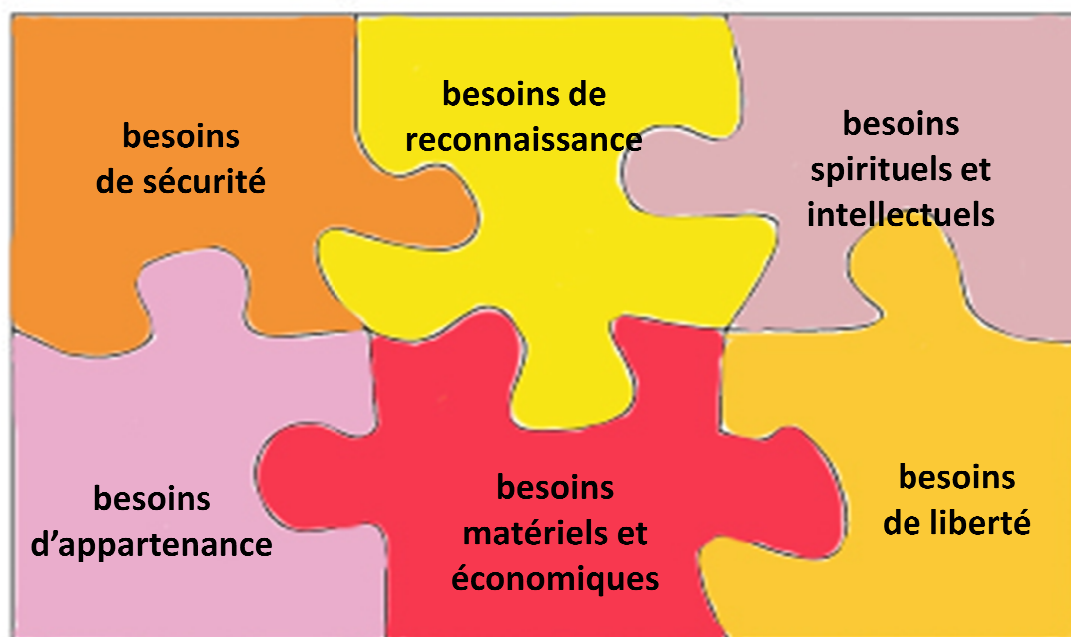 besoins
de sécurité
besoins de
reconnaissance
besoins
spirituels et
intellectuels
besoins
d’appartenance
besoins
matériels et
économiques
besoins
de liberté